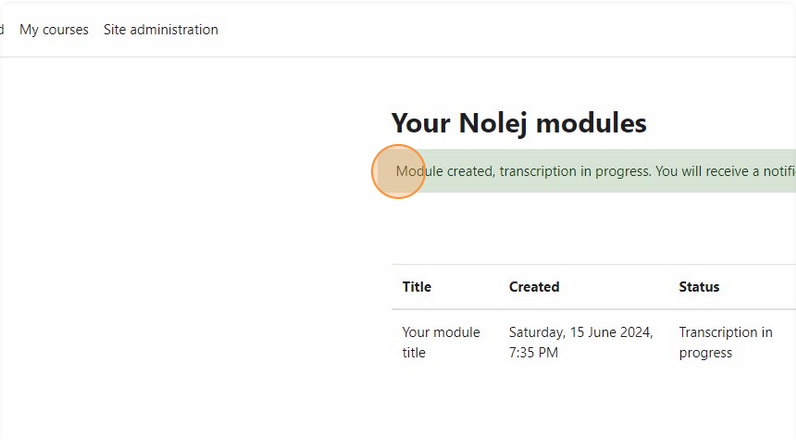 My courses Site administration
Your Nolej modules
Module created, transcription in progress. You will receive a
Title Created Status
Your module Saturday, 15 June 2024, Transcription in
title 7:35 PM progress